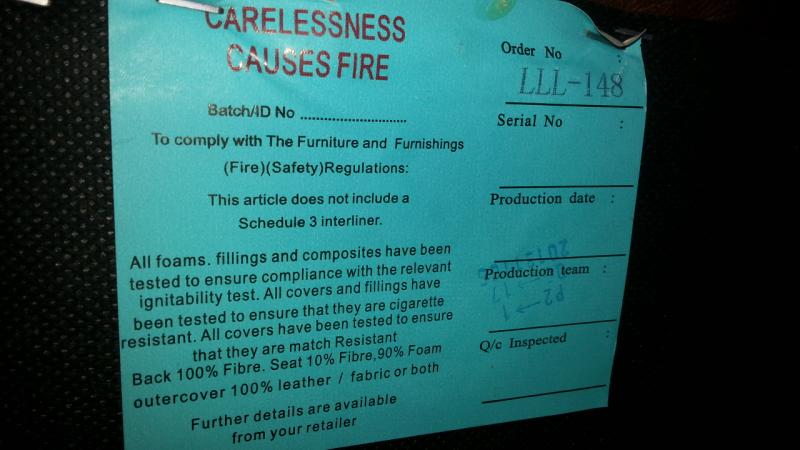 CARELESSNESS
CAUSES FIRE
Batch/ID No ............................
To comply with The Furniture and Furnishings
(Fire)(Safety)Regulations:
This article does not include a
Schedule 3 interliner.
All foams. fillings and composites have been
tested to ensure compliance with the relevant
ignitability test. All covers and fillings have
been tested to ensure that they are cigarette
resistant. All covers have been tested to ensure
that they are match Resistant
Back 100% Fibre. Seat 10% Fibre,90% Foam
outercover 100% leather / fabric or both
Further details are available
from your retailer
Order No :
LLL-148
Serial No :
Production date :
Production team :
P2→1
Q/c Inspected :